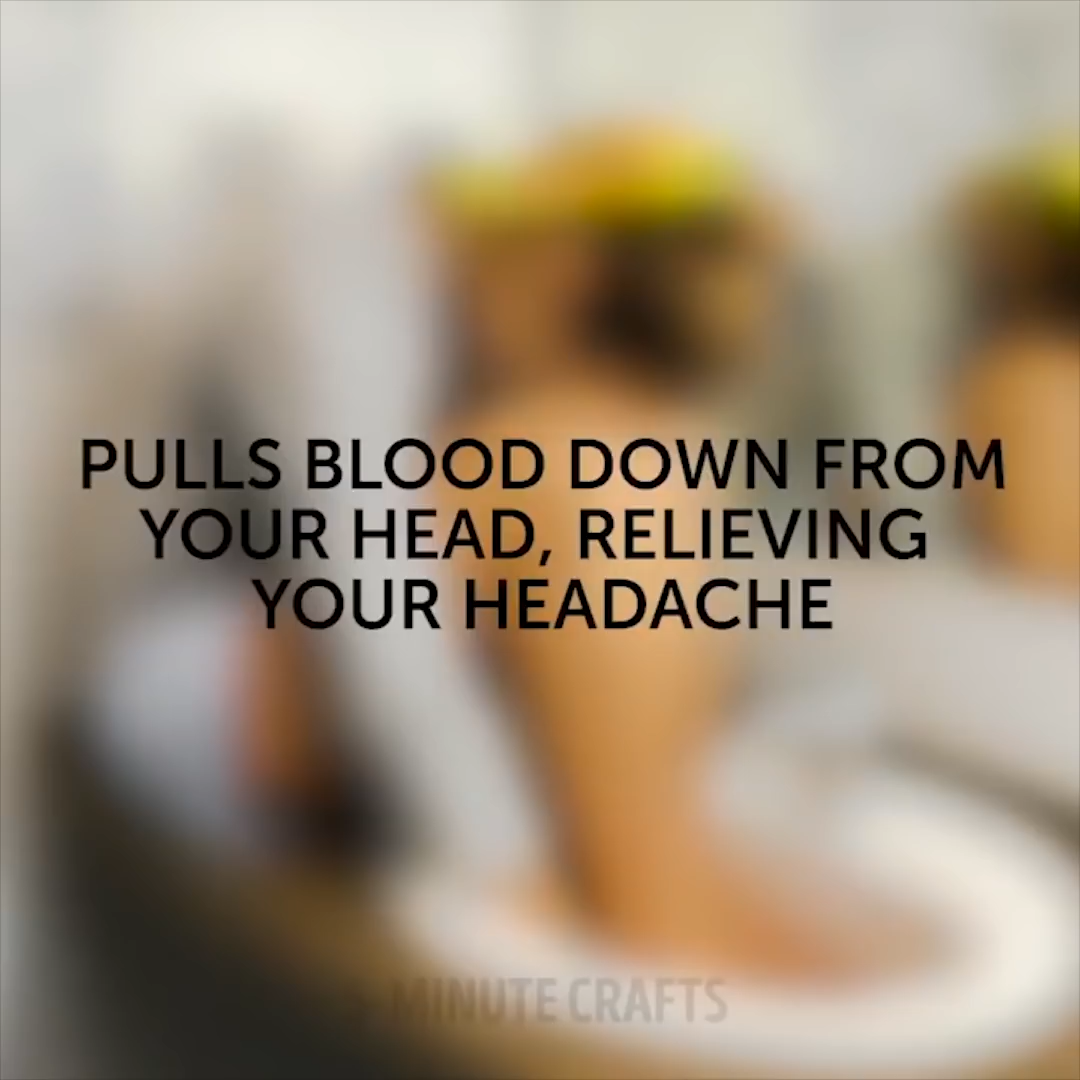 PULLS BLOOD DOWN FROM
YOUR HEAD, RELIEVING
YOUR HEADACHE
MINUTE CRAFTS